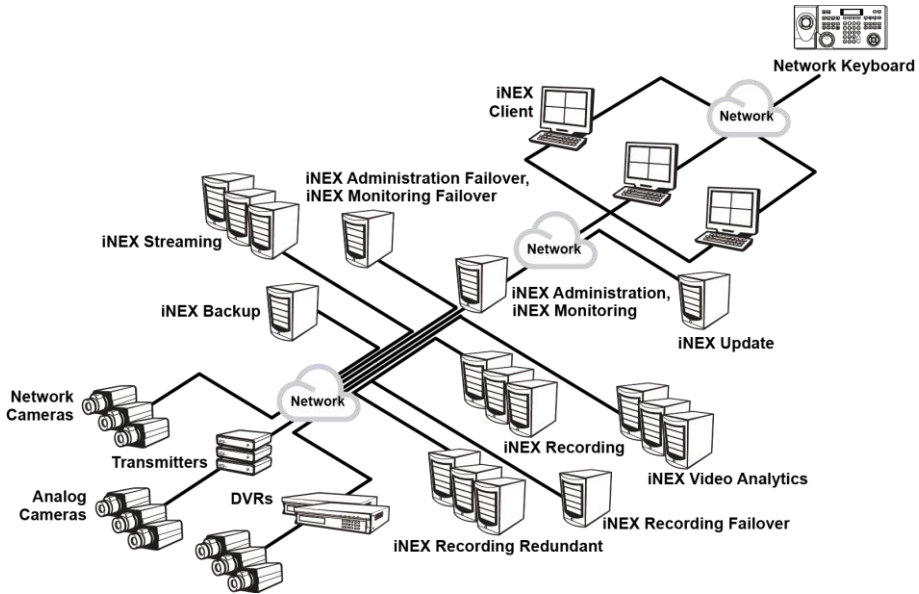 Network Keyboard
iNEX
Client
Network
iNEX Administration Failover,
iNEX Monitoring Failover
iNEX Streaming
Network
iNEX Administration,
iNEX Monitoring
iNEX Backup
iNEX Update
Network
Cameras
Network
iNEX Recording
Transmitters
iNEX Video Analytics
Analog
Cameras
DVRs
iNEX Recording Failover
iNEX Recording Redundant